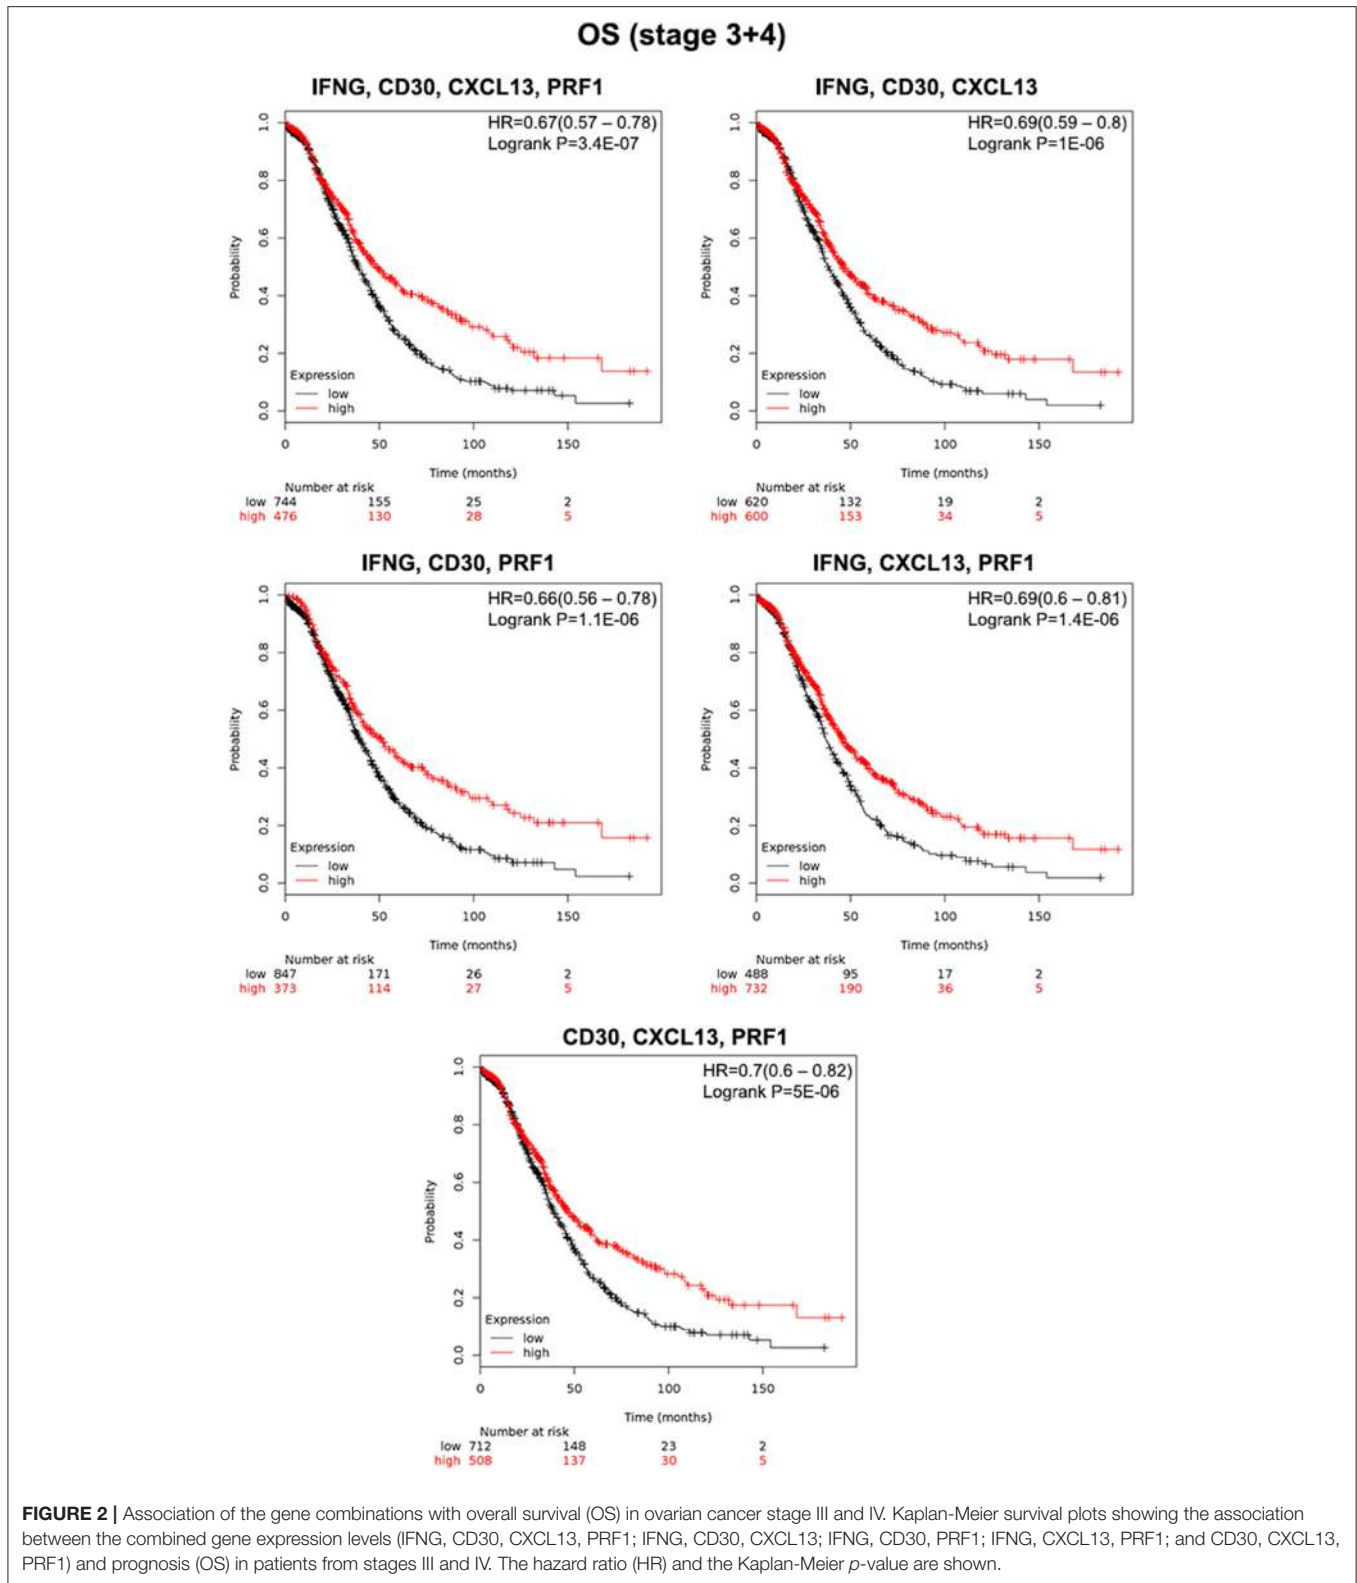 OS (stage 3+4)
IFNG, CD30, CXCL13, PRF1
HR=0.67(0.57 – 0.78)
Logrank P=3.4E-07
Probability
1.0
0.8
0.6
0.4
0.2
0.0
Expression
low
high
0 50 100 150
Time (months)
Number at risk
low 744 155 25 2
high 476 130 28 5
IFNG, CD30, CXCL13
HR=0.69(0.59 – 0.8)
Logrank P=1E-06
Probability
1.0
0.8
0.6
0.4
0.2
0.0
Expression
low
high
0 50 100 150
Time (months)
Number at risk
low 620 132 19 2
high 600 153 34 5
IFNG, CD30, PRF1
HR=0.66(0.56 – 0.78)
Logrank P=1.1E-06
Probability
1.0
0.8
0.6
0.4
0.2
0.0
Expression
low
high
0 50 100 150
Time (months)
Number at risk
low 847 171 26 2
high 373 114 27 5
IFNG, CXCL13, PRF1
HR=0.69(0.6 – 0.81)
Logrank P=1.4E-06
Probability
1.0
0.8
0.6
0.4
0.2
0.0
Expression
low
high
0 50 100 150
Time (months)
Number at risk
low 488 95 17 2
high 732 190 36 5
CD30, CXCL13, PRF1
HR=0.7(0.6 – 0.82)
Logrank P=5E-06
Probability
1.0
0.8
0.6
0.4
0.2
0.0
Expression
low
high
0 50 100 150
Time (months)
Number at risk
low 712 148 23 2
high 508 137 30 5
FIGURE 2 | Association of the gene combinations with overall survival (OS) in ovarian cancer stage III and IV. Kaplan-Meier survival plots showing the association
between the combined gene expression levels (IFNG, CD30, CXCL13, PRF1; IFNG, CD30, CXCL13; IFNG, CD30, PRF1; IFNG, CXCL13, PRF1; and CD30, CXCL13,
PRF1) and prognosis (OS) in patients from stages III and IV. The hazard ratio (HR) and the Kaplan-Meier p-value are shown.